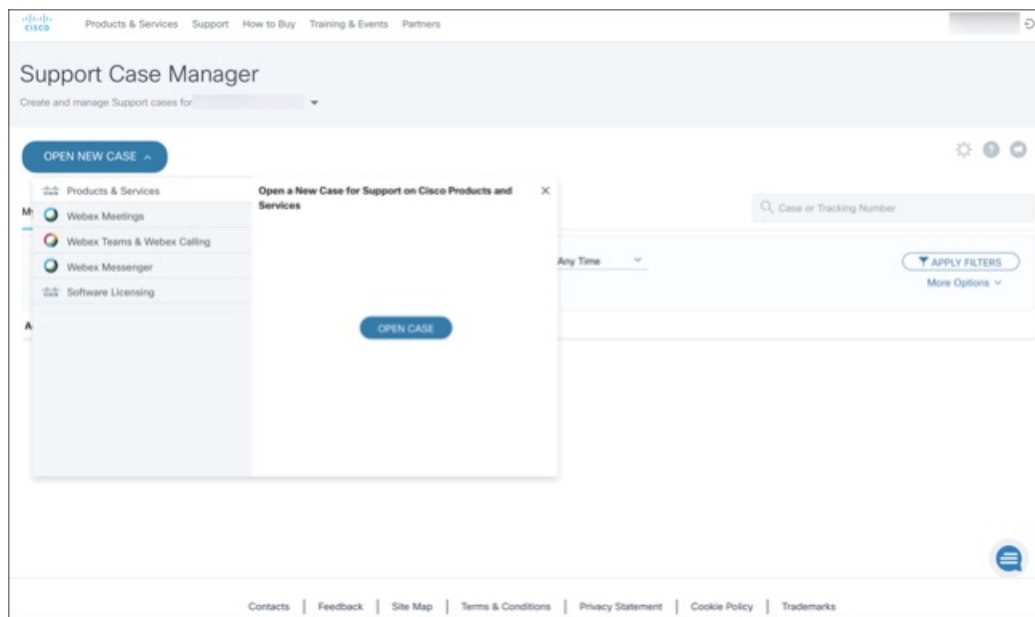 CISCO
Products & Services Support How to Buy Training & Events Partners
Support Case Manager
Create and manage Support cases for
OPEN NEW CASE
Products & Services
Webex Meetings
Webex Teams & Webex Calling
Webex Messenger
Software Licensing
Open a New Case for Support on Cisco Products and
Services
OPEN CASE
Case or Tracking Number
Any Time
APPLY FILTERS
More Options
Contacts | Feedback | Site Map | Terms & Conditions | Privacy Statement | Cookie Policy | Trademarks